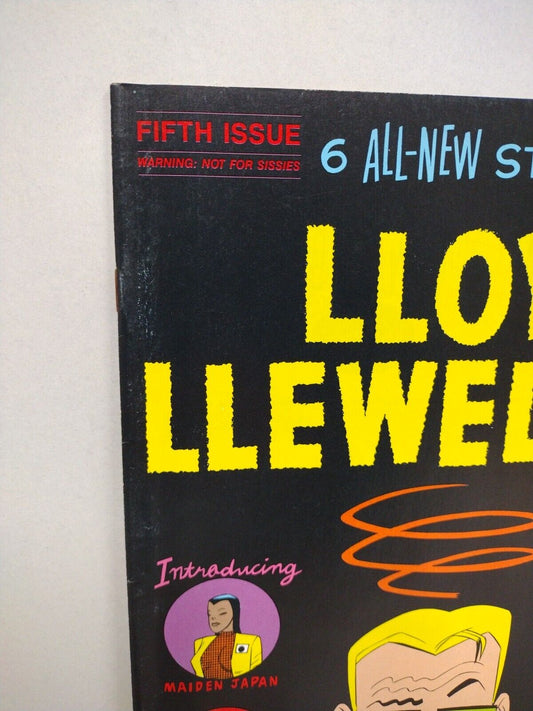 FIFTH ISSUE
WARNING: NOT FOR SISSIES
6 ALL-NEW ST
LLOY
LLEWEL
Introducing
MAIDEN JAPAN